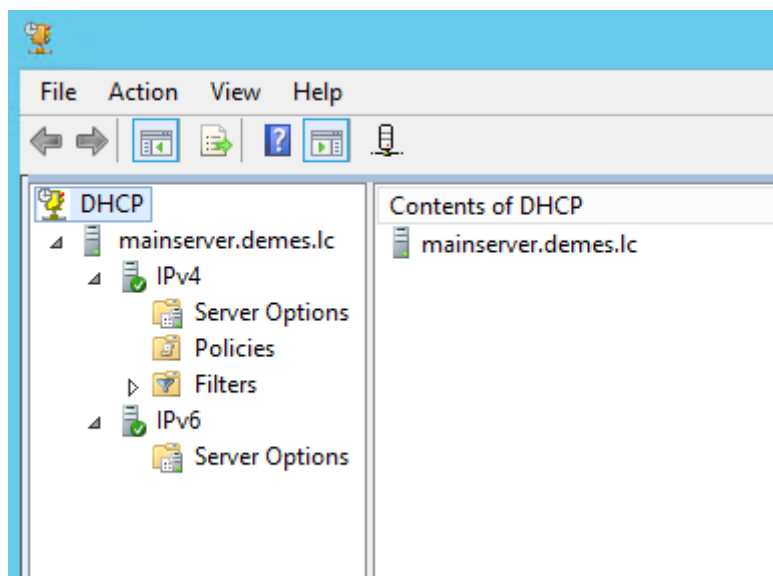 File Action View Help
DHCP
mainserver.demes.lc
IPv4
Server Options
Policies
Filters
IPv6
Server Options
Contents of DHCP
mainserver.demes.lc